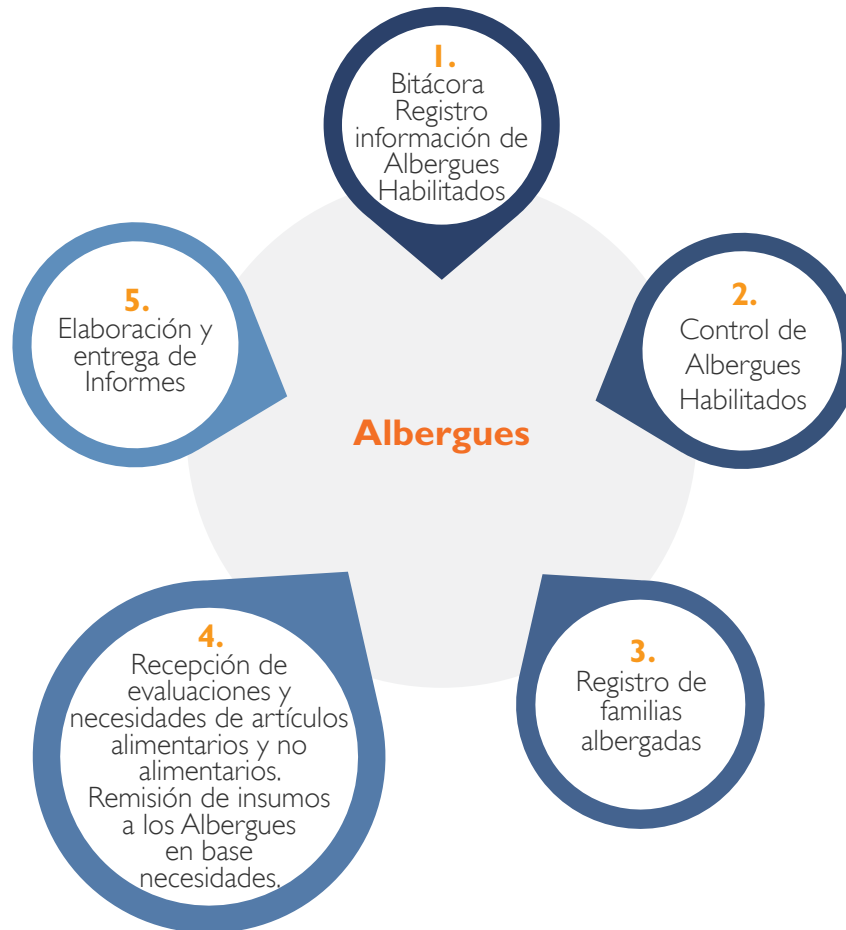 1.
Bitácora
Registro
información de
Albergues
Habilitados
2.
Control de
Albergues
Habilitados
3.
Registro de
familias
albergadas
4.
Recepción de
evaluaciones y
necesidades de artículos
alimentarios y no
alimentarios.
Remisión de insumos
a los Albergues
en base
necesidades.
5.
Elaboración y
entrega de
Informes
Albergues